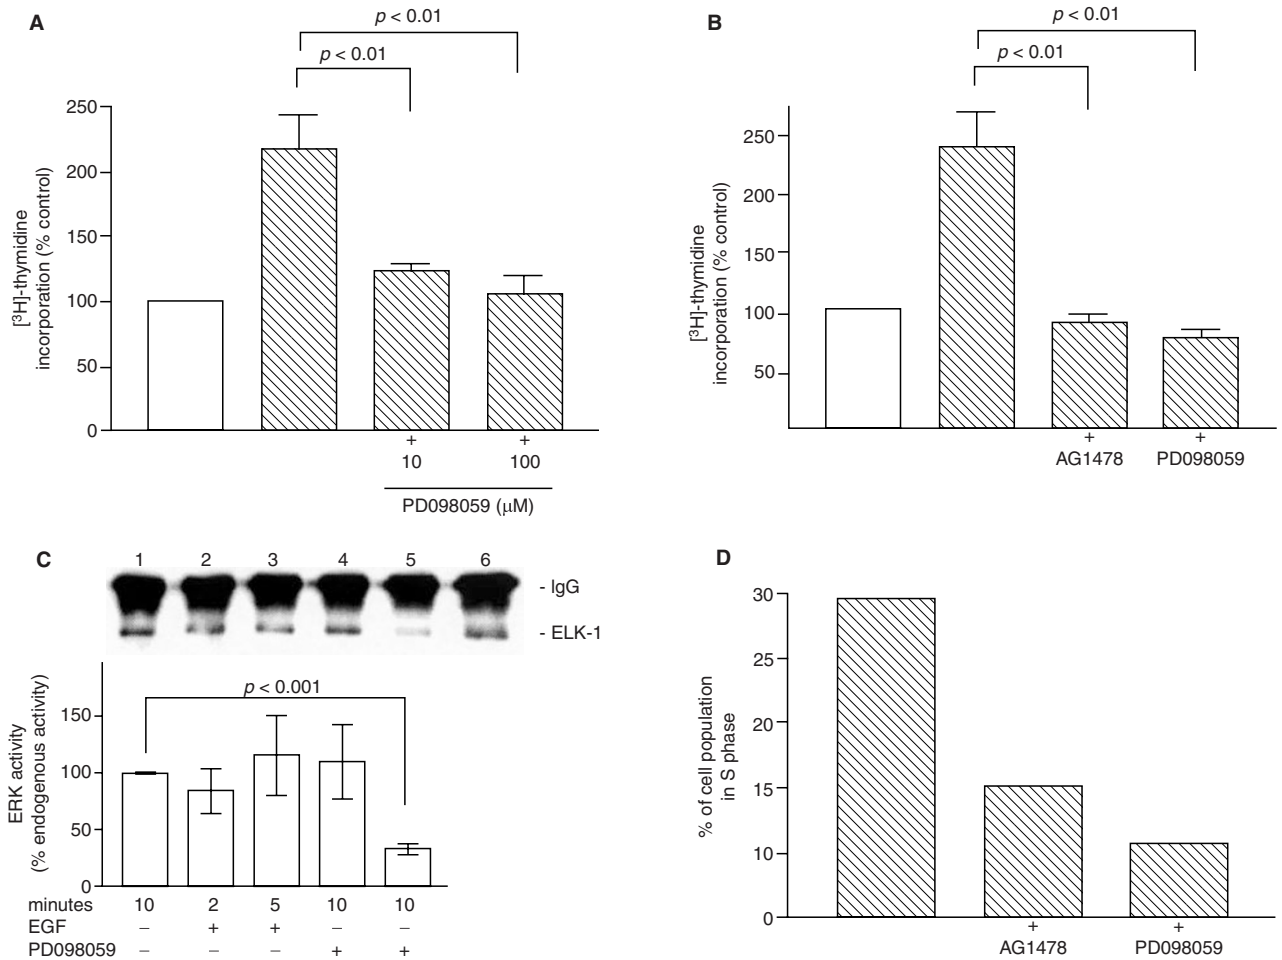 A
p < 0.01
p < 0.01
250
200
150
100
50
0
[³H]-thymidine
incorporation (% control)
+
+
10
100
PD098059 (μM)
B
p < 0.01
p < 0.01
250
200
150
100
50
[³H]-thymidine
incorporation (% control)
+
+
AG1478
PD098059
C
1 2 3 4 5 6
- IgG
- ELK-1
p < 0.001
150
100
50
0
ERK activity
(% endogenous activity)
minutes 10 2 5 10 10
EGF – + + – –
PD098059 – – – + +
D
30
25
20
15
10
0
% of cell population
in S phase
+
+
AG1478
PD098059